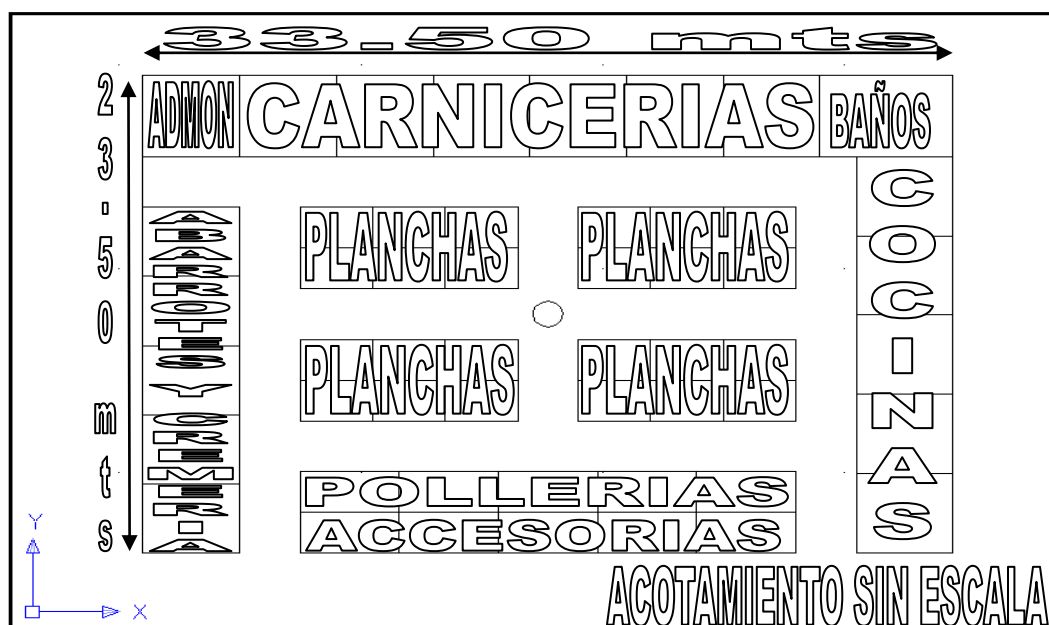 33.50 mts
23.50 mts
ADMON
CARNICERIAS
BAÑOS
COCINAS
ABARROTES Y CREMERIA
PLANCHAS
PLANCHAS
PLANCHAS
PLANCHAS
POLLERIAS
ACCESORIAS
Y
X
ACOTAMIENTO SIN ESCALA